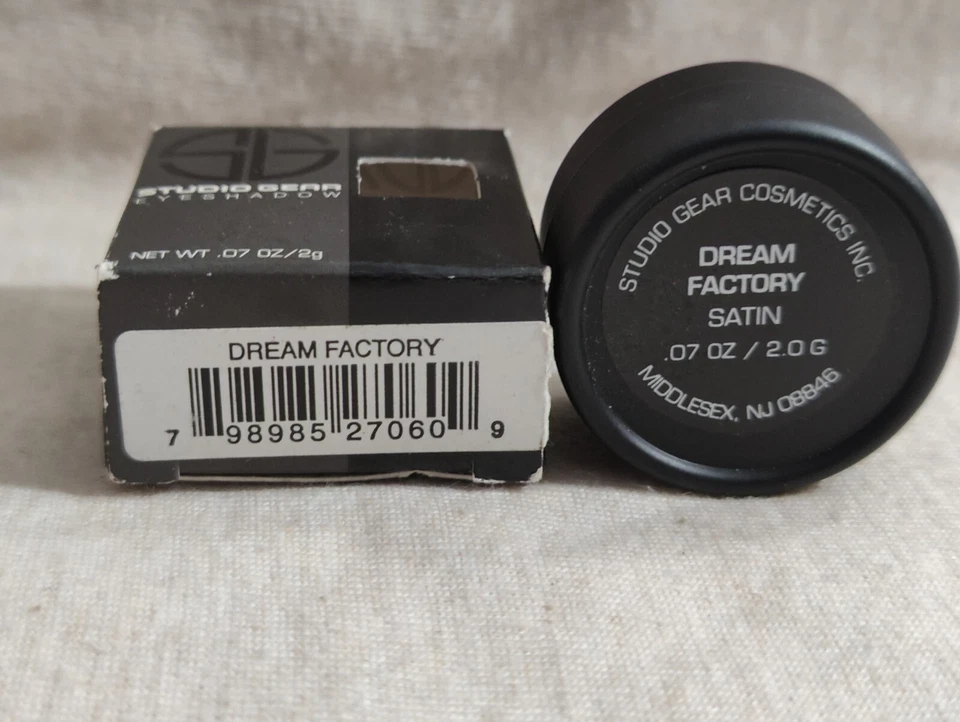 STUDIO GEAR
EYESHADOW
NET WT .07 OZ/2g
DREAM FACTORY
7 98985 27060 9
STUDIO GEAR COSMETICS INC.
DREAM
FACTORY
SATIN
.07 OZ / 2.0 G
MIDDLESEX, NJ 08846